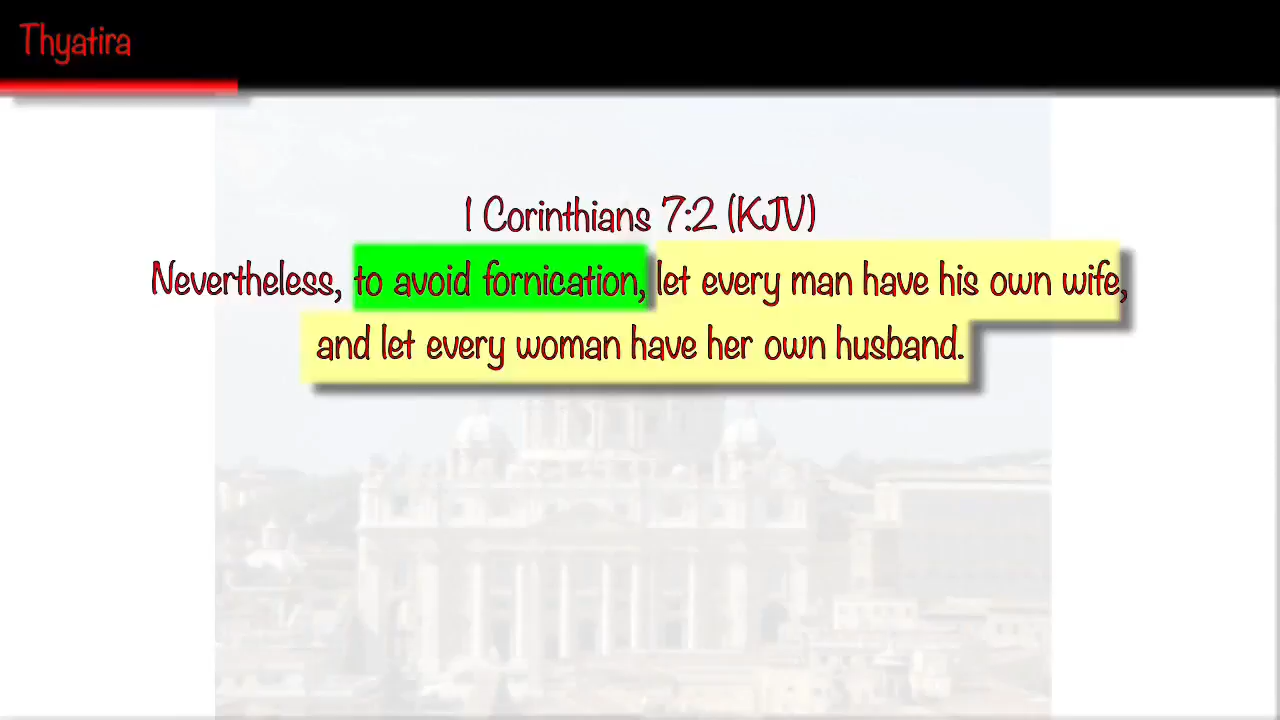 Thyatira
1 Corinthians 7:2 (KJV)
Nevertheless, to avoid fornication, let every man have his own wife,
and let every woman have her own husband.